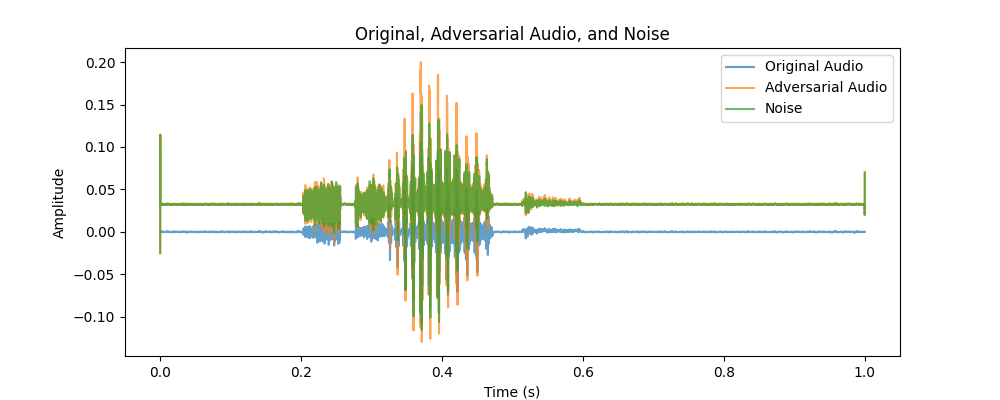 Original, Adversarial Audio, and Noise
Original Audio
Adversarial Audio
Noise
0.20
0.15
0.10
0.05
0.00
−0.05
−0.10
Amplitude
0.0 0.2 0.4 0.6 0.8 1.0
Time (s)